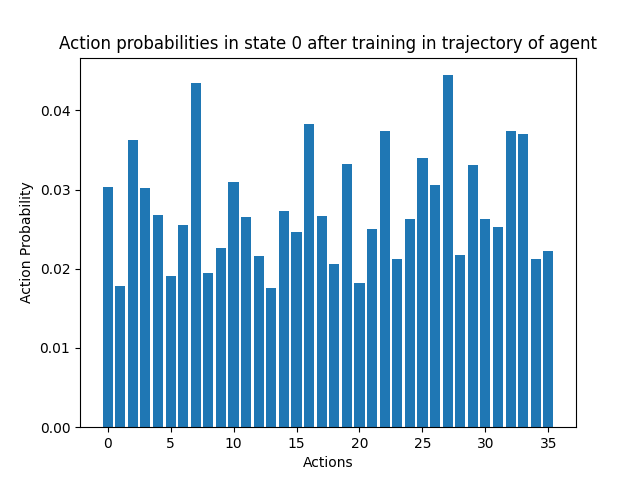 Action probabilities in state 0 after training in trajectory of agent
0.04
0.03
0.02
0.01
0.00
Action Probability
0 5 10 15 20 25 30 35
Actions